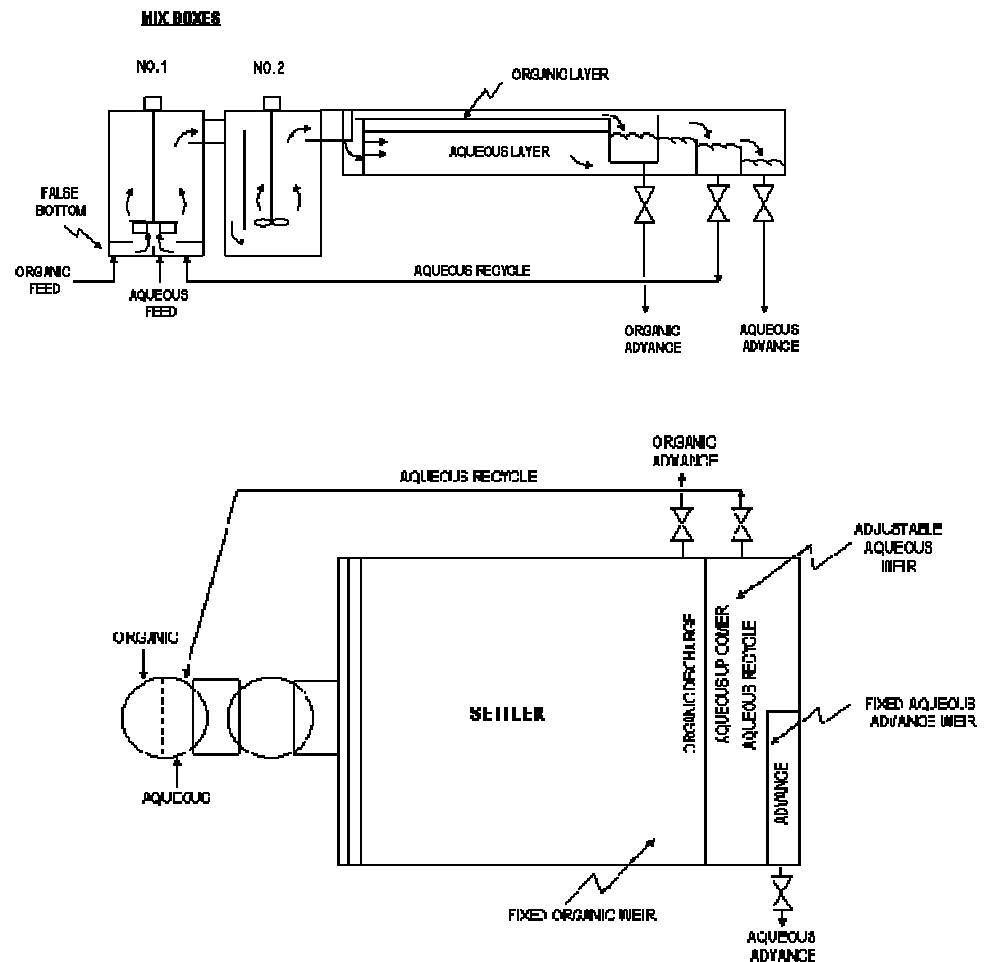 MIX BOXES
NO.1
NO.2
ORGANIC LAYER
AQUEOUS LAYER
FALSE
BOTTOM
ORGANIC
FEED
AQUEOUS
FEED
AQUEOUS RECYCLE
ORGANIC
ADVANCE
AQUEOUS
ADVANCE
ORGANIC
ADVANCE
AQUEOUS RECYCLE
ADJUSTABLE
AQUEOUS
WEIR
ORGANIC
SETTLER
ORGANIC DISCHARGE
AQUEOUS UP COMER
AQUEOUS RECYCLE
FIXED AQUEOUS
ADVANCE WEIR
ADVANCE
AQUEOUS
FIXED ORGANIC WEIR
AQUEOUS
ADVANCE